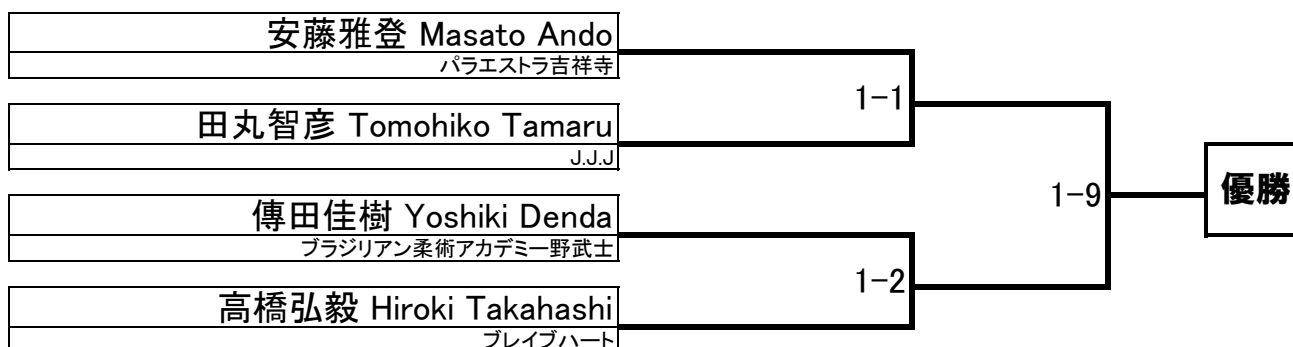 安藤雅登 Masato Ando
パラエストラ吉祥寺
1-1
田丸智彦 Tomohiko Tamaru
J.J.J
1-9
優勝
傳田佳樹 Yoshiki Denda
ブラジリアン柔術アカデミー野武士
1-2
高橋弘毅 Hiroki Takahashi
ブレイブハート